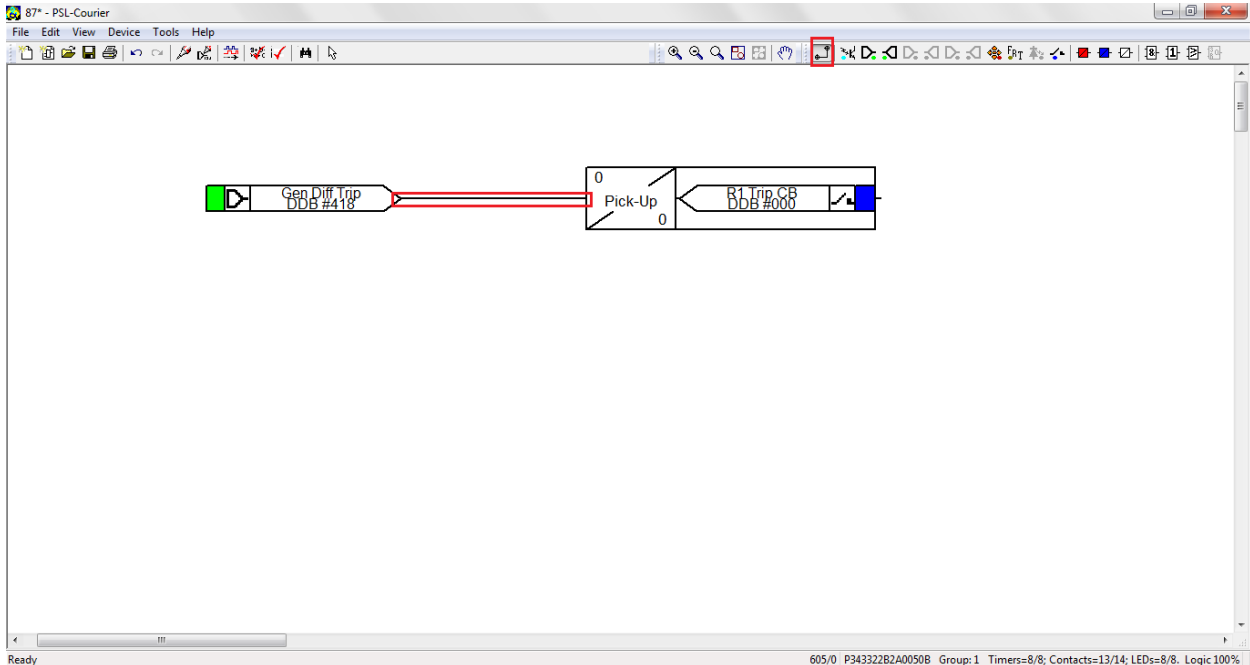 87* - PSL-Courier
File Edit View Device Tools Help
Gen Diff Trip
DDB #418
0
Pick-Up
0
R1 Trip CB
DDB #000
Ready
605/0 P343322B2A0050B Group: 1 Timers=8/8; Contacts=13/14; LEDs=8/8. Logic 100%